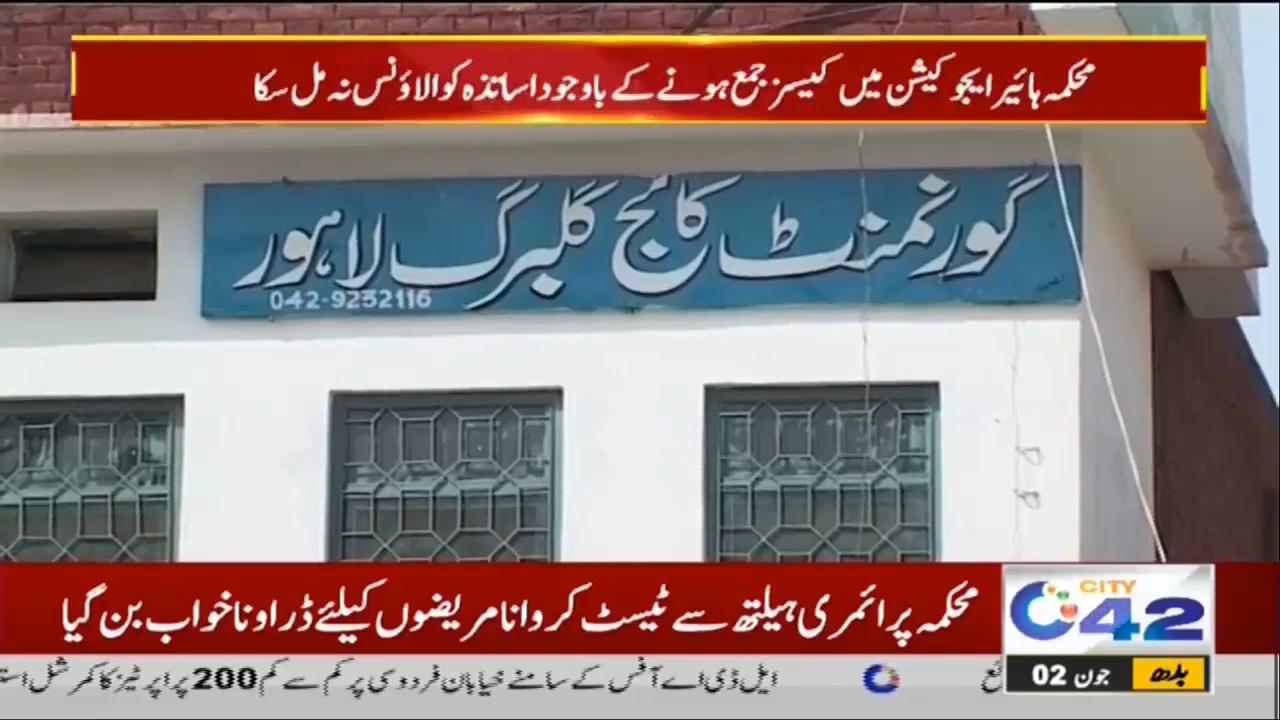 محکمہ ہائیر ایجوکیشن میں کیسز جمع ہونے کے باوجود اساتذہ کو الاؤنس نہ مل سکا
گورنمنٹ کالج گلبرگ لاہور
042-9232116
محکمہ پرائمری ہیلتھ سے ٹیسٹ کروانا مریضوں کیلئے ڈراونا خواب بن گیا
CITY
42
ایل ڈی اے آفس کے سامنے خیابان فردوسی پر کم سے کم 200 پراپرٹیز کا کمرشل
بدھ 02 جون